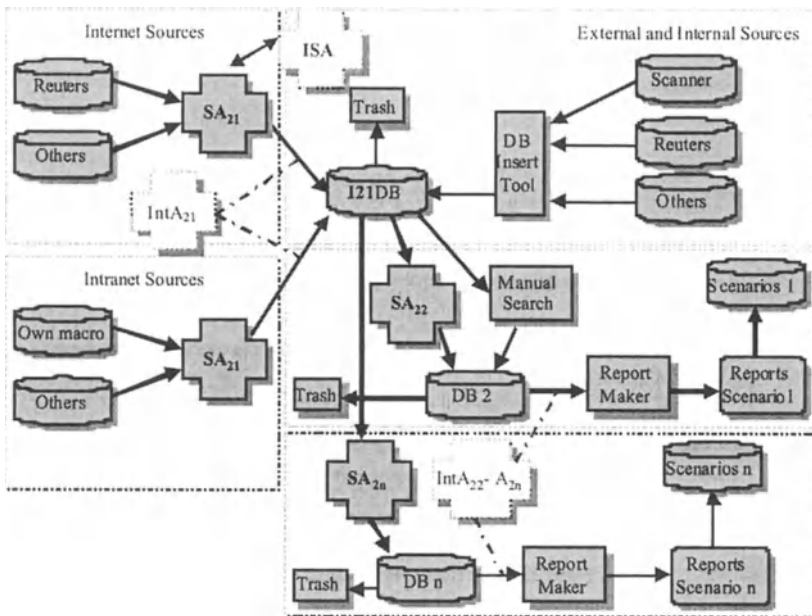 Internet Sources
Reuters
Others
SA21
IntA21
ISA
External and Internal Sources
Scanner
Reuters
Others
DB
Insert
Tool
Trash
I21DB
Intranet Sources
Own macro
Others
SA21
SA22
Manual
Search
Scenarios 1
Trash
DB 2
Report
Maker
Reports
Scenario1
SA2n
IntA22- A2n
Scenarios n
Trash
DB n
Report
Maker
Reports
Scenario n